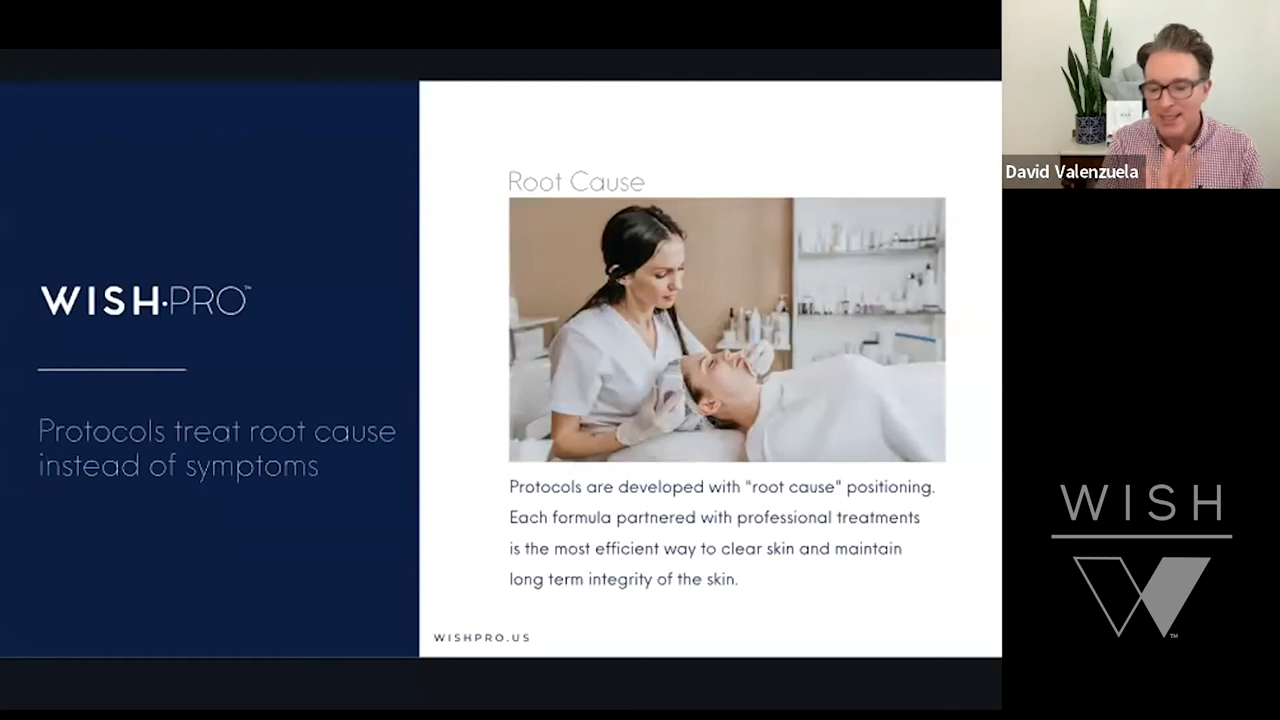 WISH·PRO™
Protocols treat root cause
instead of symptoms
Root Cause
Protocols are developed with "root cause" positioning.
Each formula partnered with professional treatments
is the most efficient way to clear skin and maintain
long term integrity of the skin.
WISHPRO.US
David Valenzuela
WISH
™